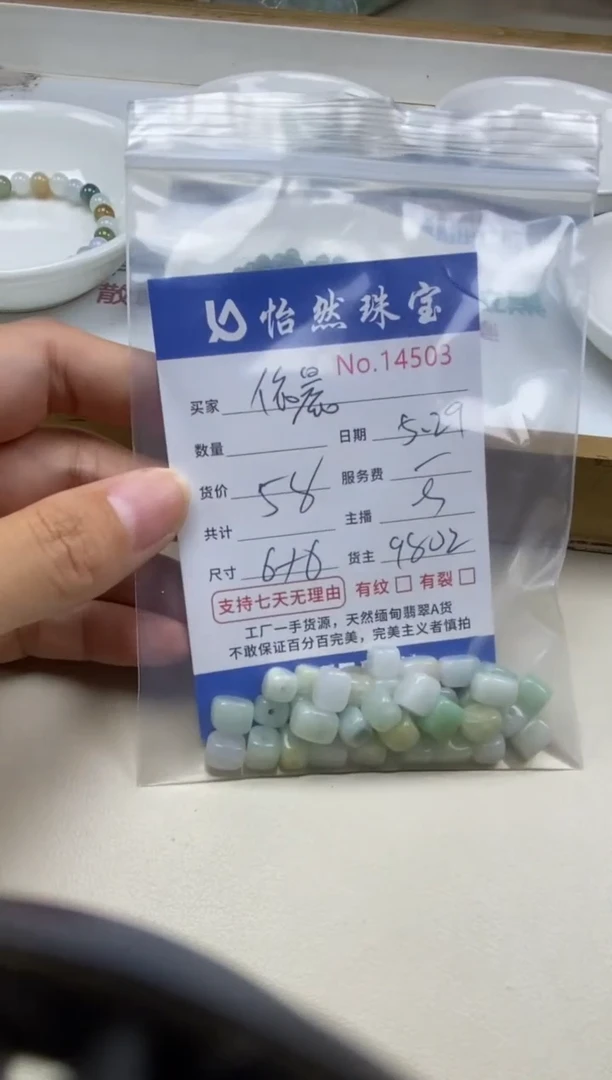 怡然珠宝
No.14503
买家 依晨
数量 日期 5-29
货价 58 服务费 一
共计 主播 S
尺寸 6+6 货主 9802
支持七天无理由 有纹 有裂
工厂一手货源，天然缅甸翡翠A货
不敢保证百分百完美，完美主义者慎拍
散